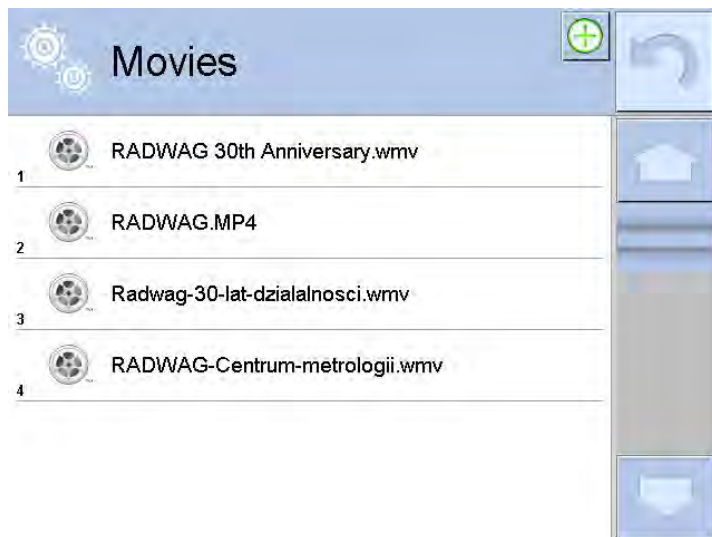 Movies
RADWAG 30th Anniversary.wmv
1
RADWAG.MP4
2
Radwag-30-lat-dzialalnosci.wmv
3
RADWAG-Centrum-metrologii.wmv
4